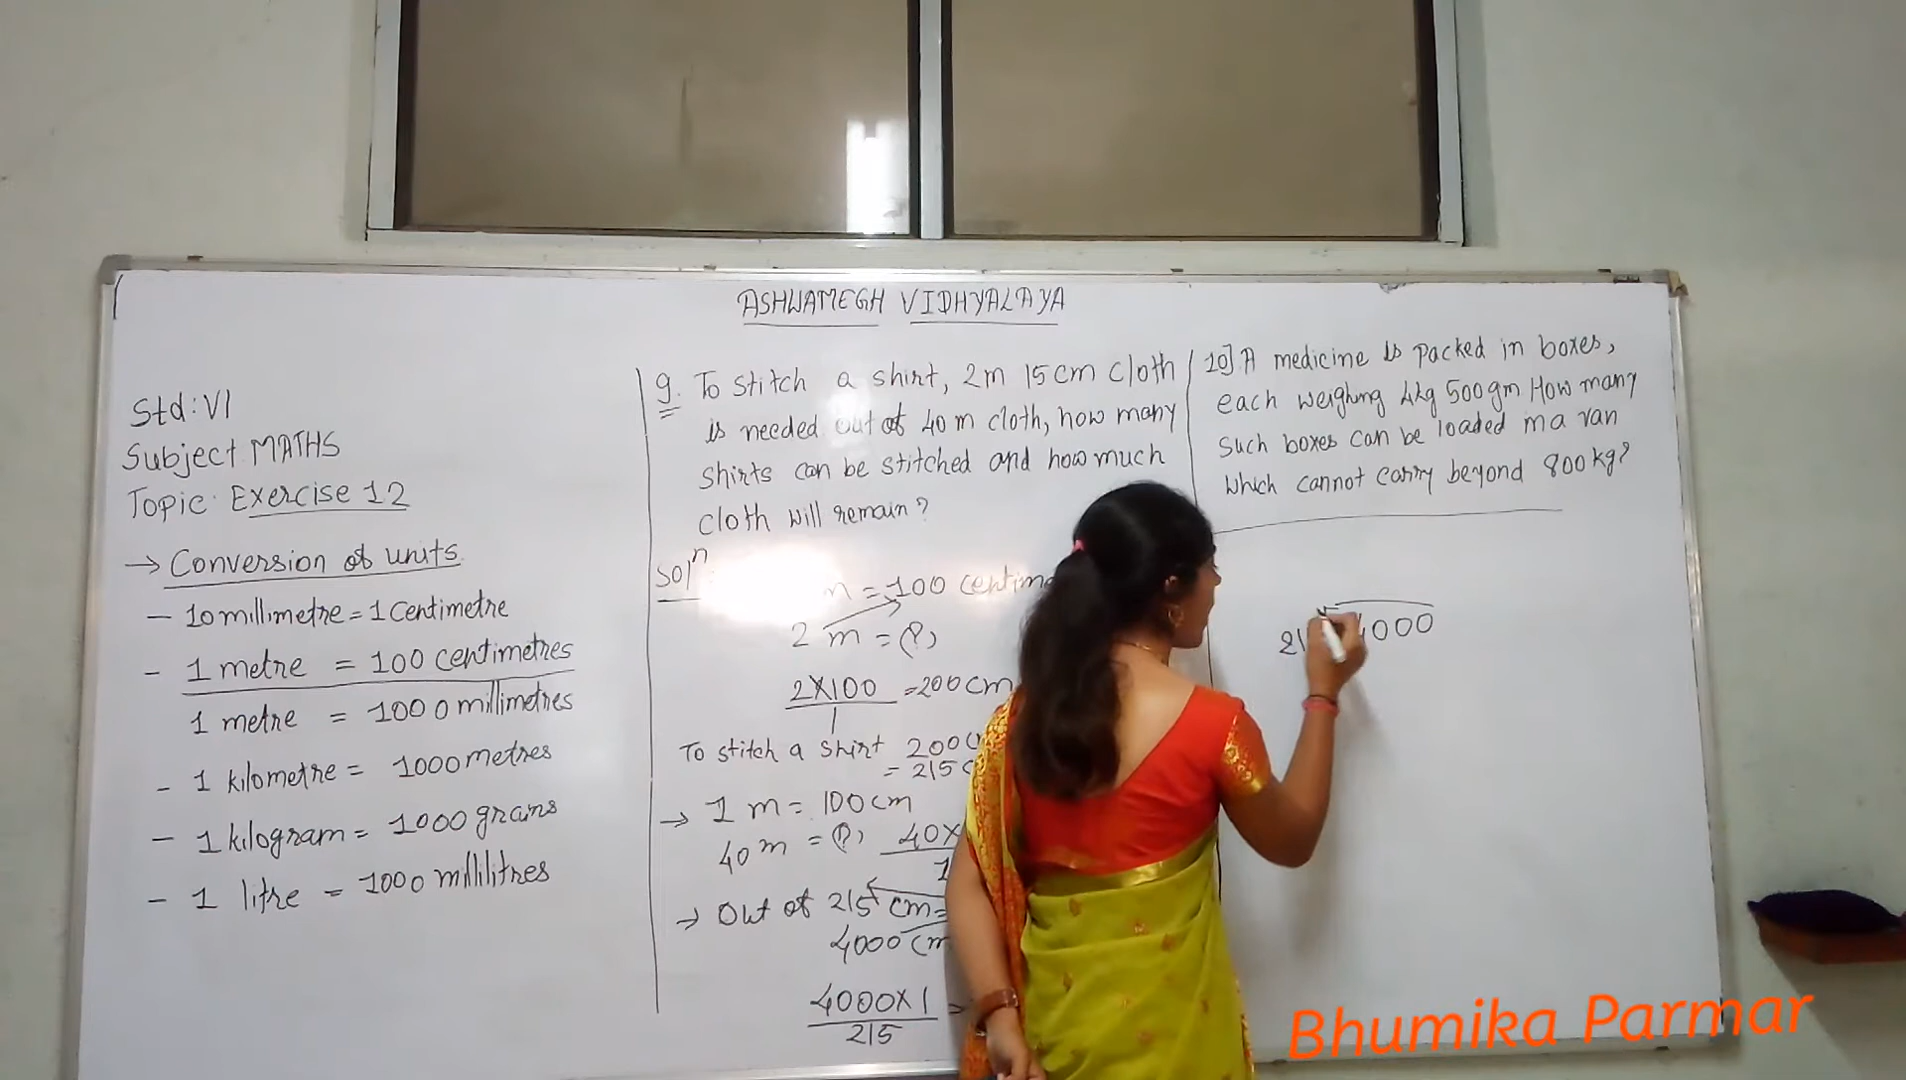 ASHWAMEGH VIDHYALAYA
Std: VI
Subject MATHS
Topic: Exercise 12
→ Conversion of units
- 10 millimetre = 1 Centimetre
- 1 metre = 100 centimetres
1 metre = 1000 millimetres
- 1 kilometre = 1000 metres
- 1 kilogram = 1000 grams
- 1 litre = 1000 millilitres
9. To stitch a shirt, 2m 15cm cloth
is needed out of 40 m cloth, how many
shirts can be stitched and how much
cloth will remain?
Solⁿ:
m = 100
2 m = (?)
2×100 = 200 cm
1
To stitch a shirt 200
= 215
→ 1 m = 100 cm
40 m = (?) 40×
1
→ Out of 215 cm =
4000 cm
4000 × 1 =
215
10] A medicine is packed in boxes,
each weighing 4kg 500gm How many
Such boxes can be loaded in a van
which cannot carry beyond 800 kg?
Bhumika Parmar